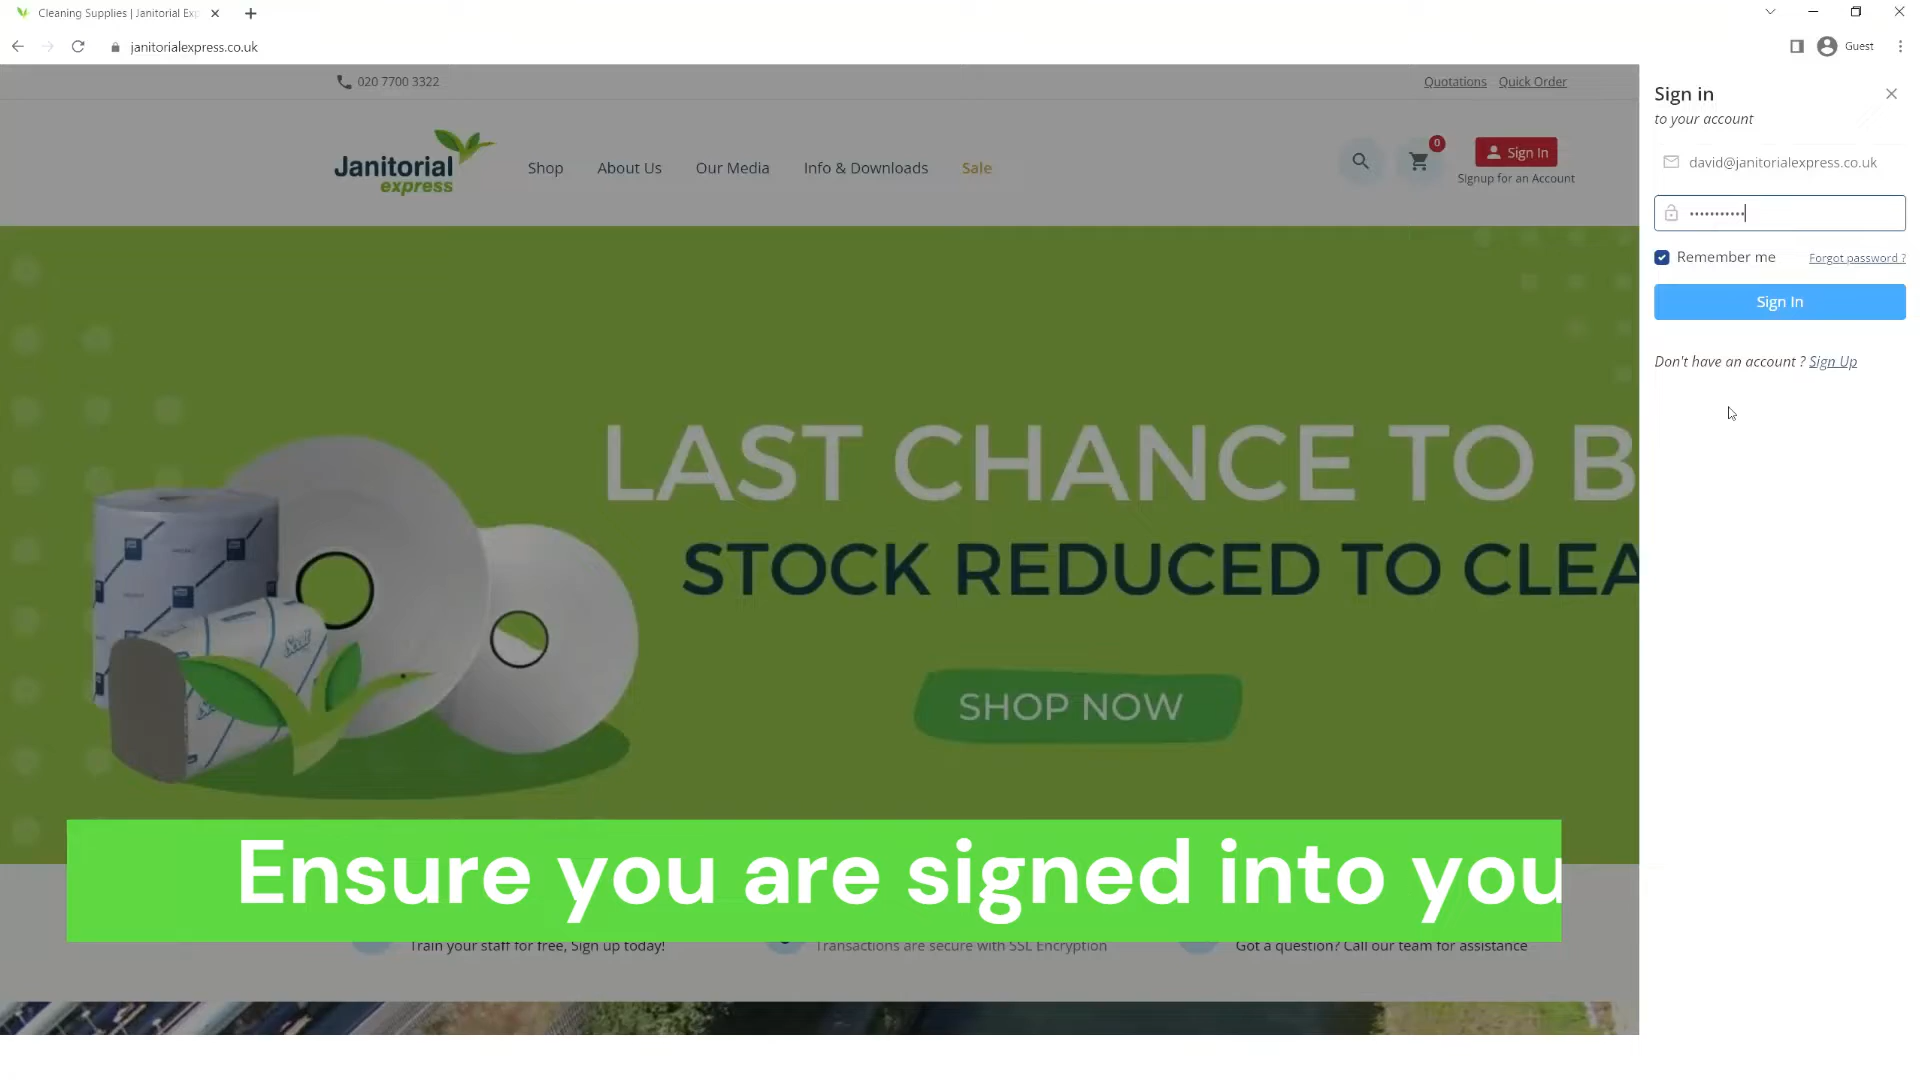 Cleaning Supplies | Janitorial Exp
janitorialexpress.co.uk
Guest
020 7700 3322
Quotations Quick Order
Janitorial
express
Shop About Us Our Media Info & Downloads Sale
0
Sign In
Signup for an Account
Sign in
to your account
david@janitorialexpress.co.uk
Remember me
Forgot password ?
Sign In
Don't have an account ? Sign Up
LAST CHANCE TO B
STOCK REDUCED TO CLEA
SHOP NOW
Ensure you are signed into you
Train your staff for free, Sign up today!
Transactions are secure with SSL Encryption
Got a question? Call our team for assistance